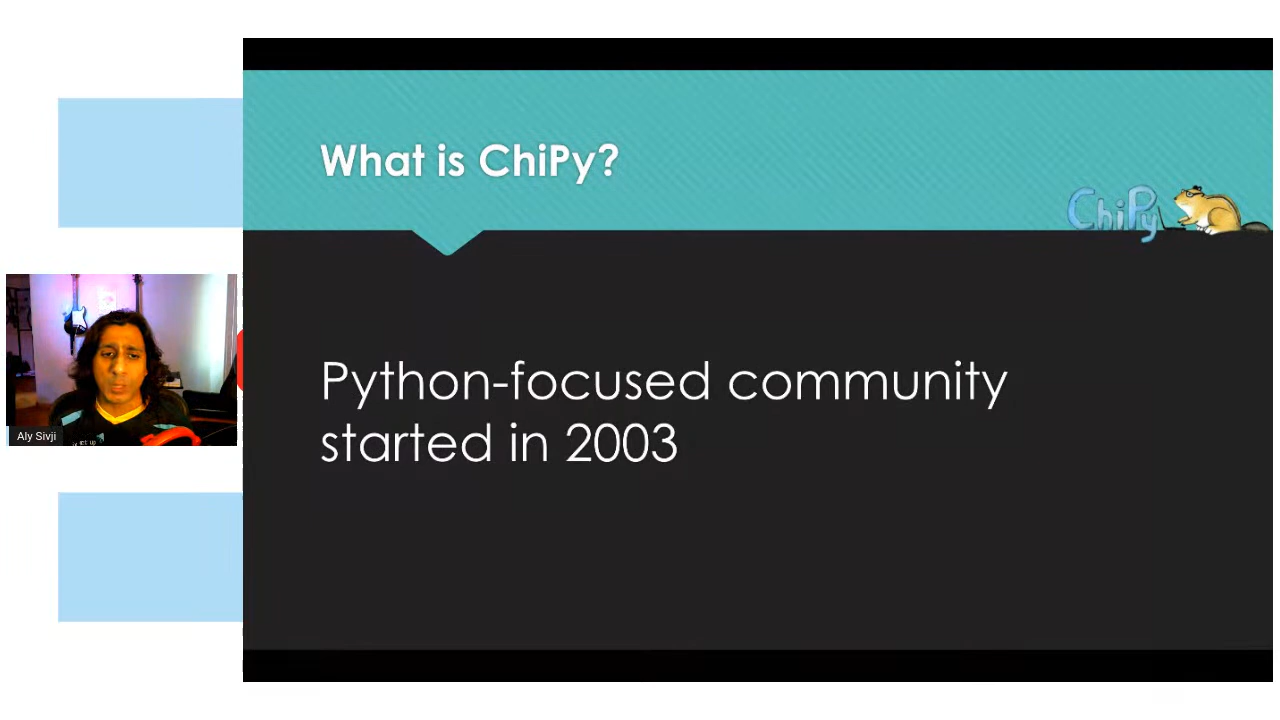 What is ChiPy?
ChiPy
Python-focused community
started in 2003
Aly Sivji